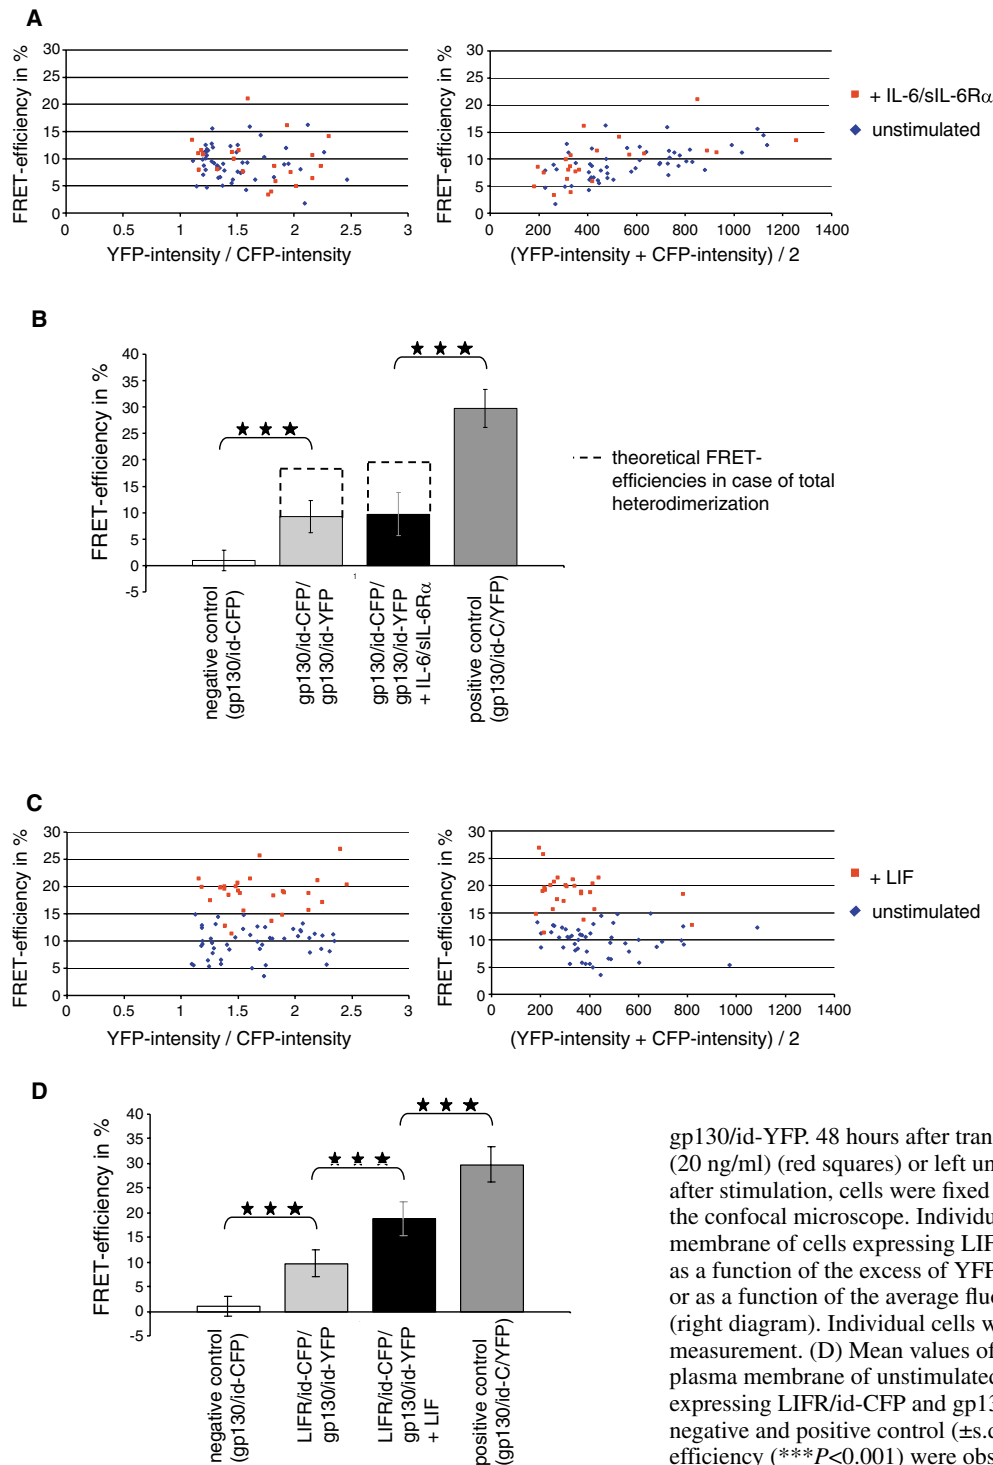 A
FRET-efficiency in %
30
25
20
15
10
5
0
0 0.5 1 1.5 2 2.5 3
YFP-intensity / CFP-intensity
FRET-efficiency in %
30
25
20
15
10
5
0
0 200 400 600 800 1000 1200 1400
(YFP-intensity + CFP-intensity) / 2
+ IL-6/sIL-6Rα
unstimulated
B
FRET-efficiency in %
40
35
30
25
20
15
10
5
0
-5
★ ★ ★
★ ★ ★
theoretical FRET-
efficiencies in case of total
heterodimerization
1
negative control
(gp130/id-CFP)
gp130/id-CFP/
gp130/id-YFP
gp130/id-CFP/
gp130/id-YFP
+ IL-6/sIL-6Rα
positive control
(gp130/id-C/YFP)
C
FRET-efficiency in %
30
25
20
15
10
5
0
0 0.5 1 1.5 2 2.5 3
YFP-intensity / CFP-intensity
FRET-efficiency in %
30
25
20
15
10
5
0
0 200 400 600 800 1000 1200 1400
(YFP-intensity + CFP-intensity) / 2
+ LIF
unstimulated
D
FRET-efficiency in %
40
35
30
25
20
15
10
5
0
-5
★ ★ ★
★ ★ ★
★ ★ ★
negative control
(gp130/id-CFP)
LIFR/id-CFP/
gp130/id-YFP
LIFR/id-CFP/
gp130/id-YFP
+ LIF
positive control
(gp130/id-C/YFP)
gp130/id-YFP. 48 hours after tran
(20 ng/ml) (red squares) or left un
after stimulation, cells were fixed
the confocal microscope. Individu
membrane of cells expressing LIF
as a function of the excess of YFP
or as a function of the average fluo
(right diagram). Individual cells w
measurement. (D) Mean values of
plasma membrane of unstimulated
expressing LIFR/id-CFP and gp13
negative and positive control (±s.d
efficiency (***P<0.001) were obs